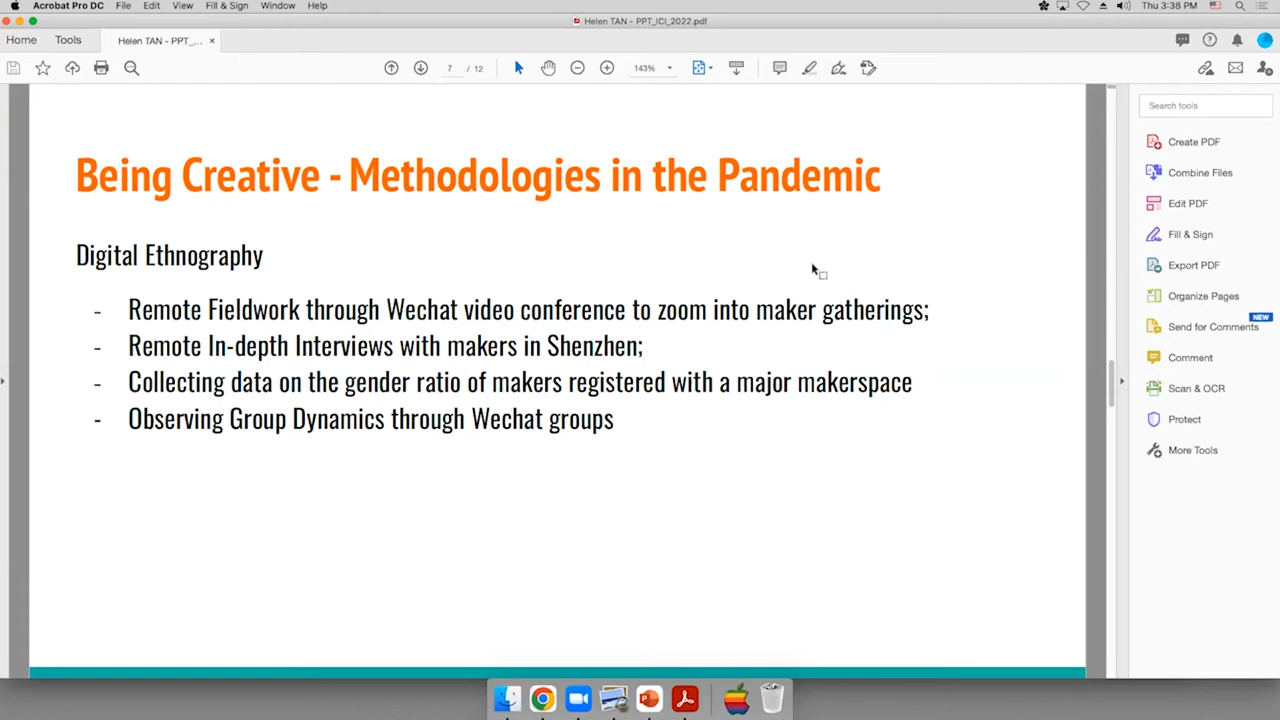 Acrobat Pro DC File Edit View Fill & Sign Window Help Thu 3:38 PM
Helen TAN - PPT_ICI_2022.pdf
Home Tools Helen TAN - PPT_... ×
7 / 12 143%
Being Creative - Methodologies in the Pandemic
Digital Ethnography
- Remote Fieldwork through Wechat video conference to zoom into maker gatherings;
- Remote In-depth Interviews with makers in Shenzhen;
- Collecting data on the gender ratio of makers registered with a major makerspace
- Observing Group Dynamics through Wechat groups
Search tools
Create PDF
Combine Files
Edit PDF
Fill & Sign
Export PDF
Organize Pages
NEW
Send for Comments
Comment
Scan & OCR
Protect
More Tools